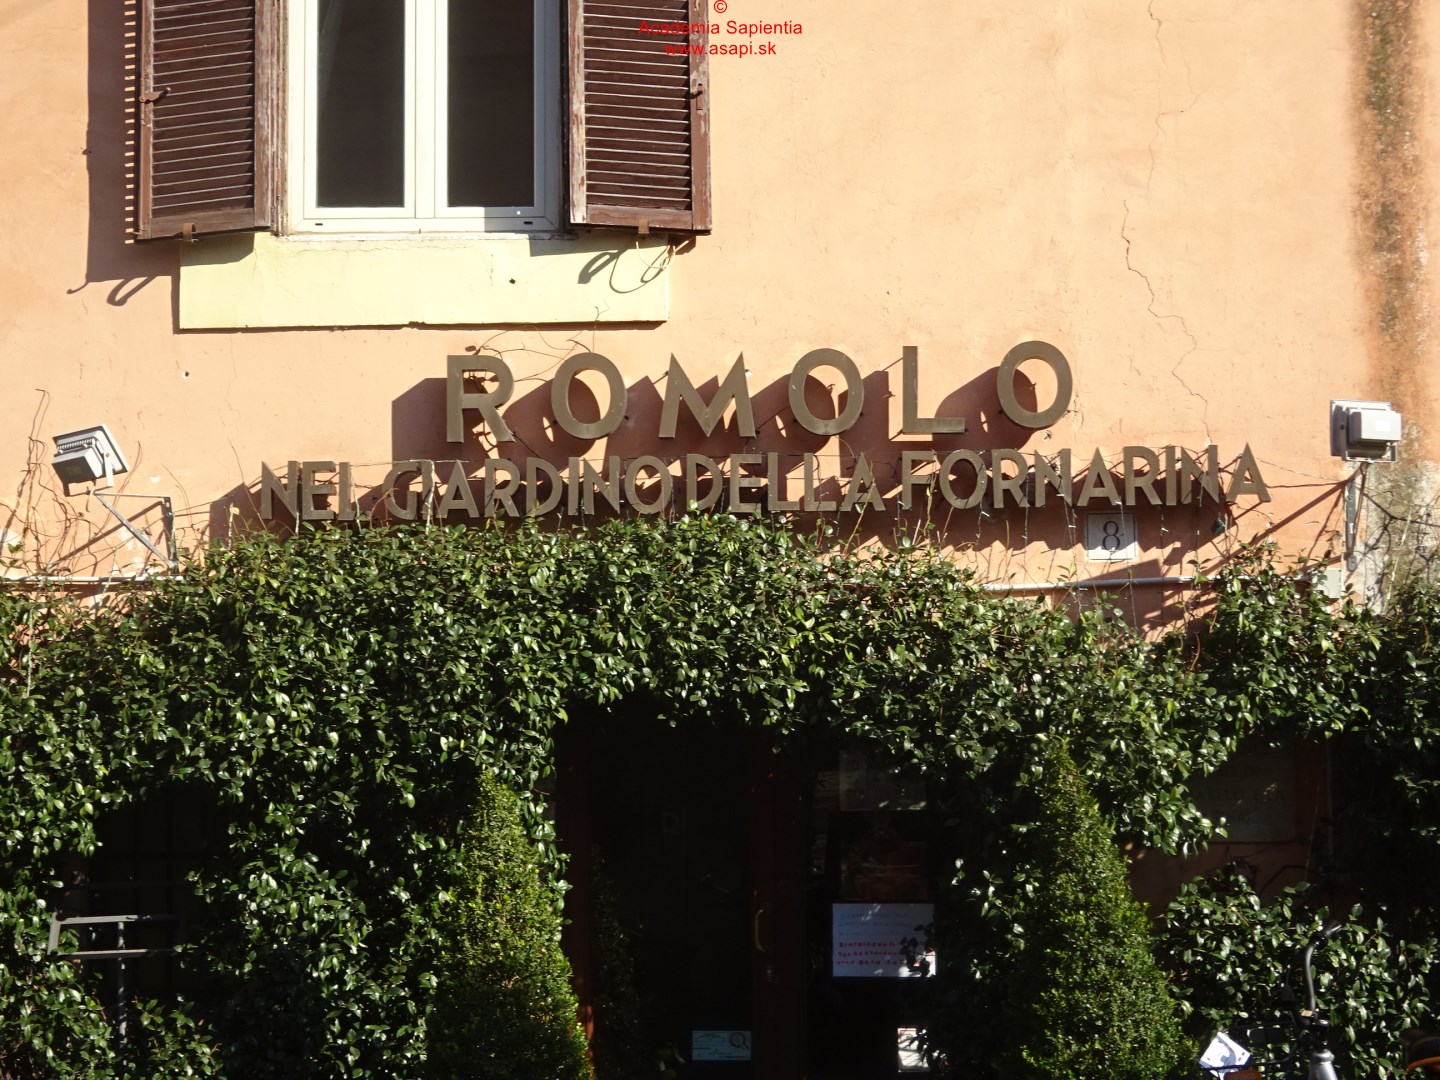 ©
Academia Sapientia
www.asapi.sk
ROMOLO
NEL GIARDINO DELLA FORNARINA
8